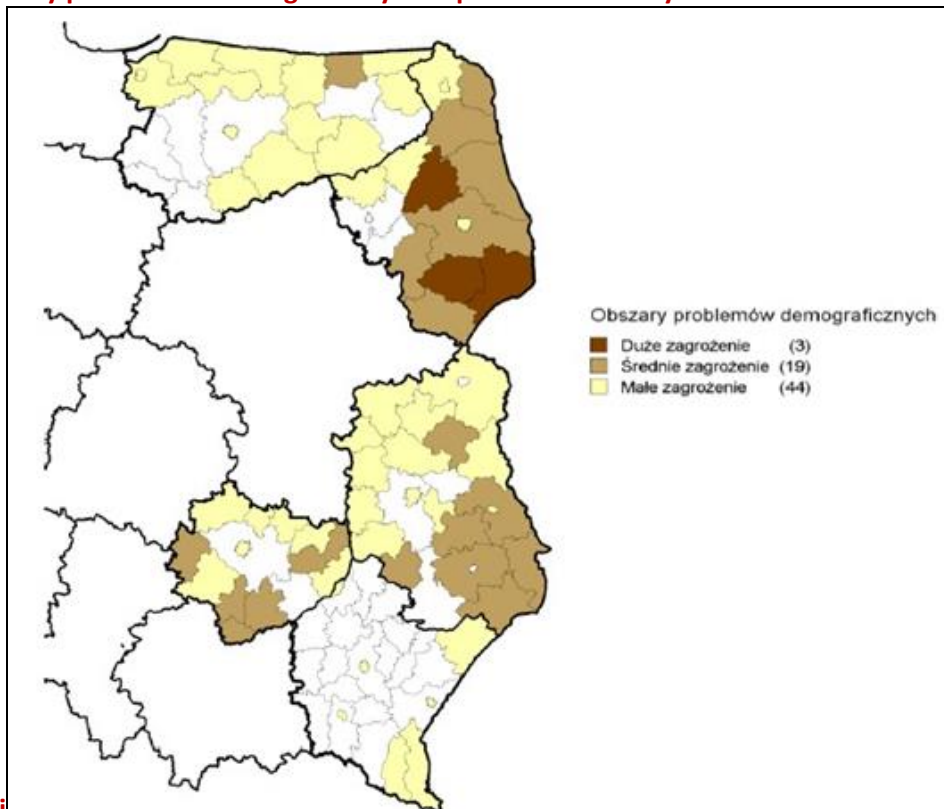 Obszary problemów demograficznych
Duże zagrożenie (3)
Średnie zagrożenie (19)
Małe zagrożenie (44)